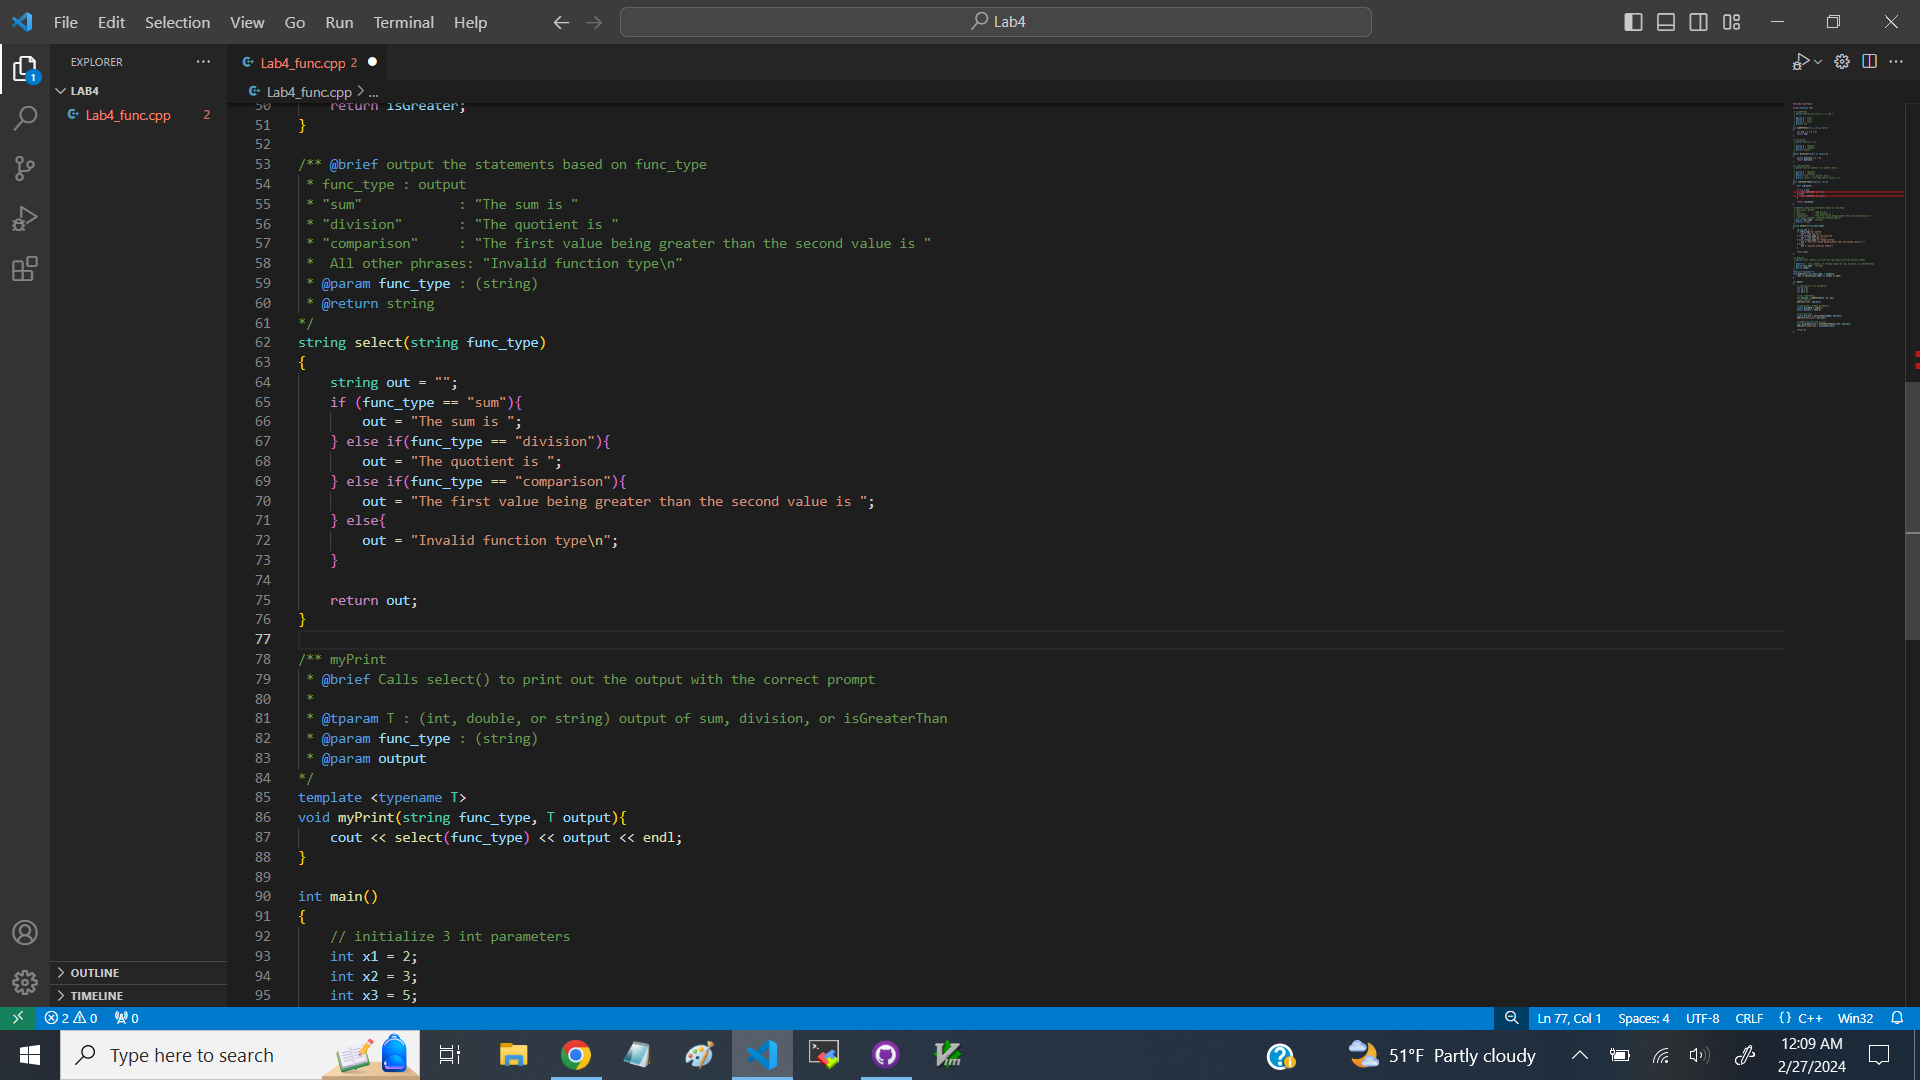 File Edit Selection View Go Run Terminal Help
Lab4
EXPLORER
Lab4_func.cpp 2
LAB4
Lab4_func.cpp 2
Lab4_func.cpp > ...
50 return isGreater;
51 }
52
53 /** @brief output the statements based on func_type
54 * func_type : output
55 * "sum" : "The sum is "
56 * "division" : "The quotient is "
57 * "comparison" : "The first value being greater than the second value is "
58 * All other phrases: "Invalid function type\n"
59 * @param func_type : (string)
60 * @return string
61 */
62 string select(string func_type)
63 {
64 string out = "";
65 if (func_type == "sum"){
66 out = "The sum is ";
67 } else if(func_type == "division"){
68 out = "The quotient is ";
69 } else if(func_type == "comparison"){
70 out = "The first value being greater than the second value is ";
71 } else{
72 out = "Invalid function type\n";
73 }
74
75 return out;
76 }
77
78 /** myPrint
79 * @brief Calls select() to print out the output with the correct prompt
80 *
81 * @tparam T : (int, double, or string) output of sum, division, or isGreaterThan
82 * @param func_type : (string)
83 * @param output
84 */
85 template <typename T>
86 void myPrint(string func_type, T output){
87 cout << select(func_type) << output << endl;
88 }
89
90 int main()
91 {
92 // initialize 3 int parameters
93 int x1 = 2;
94 int x2 = 3;
95 int x3 = 5;
OUTLINE
TIMELINE
1
2 0 0
Ln 77, Col 1 Spaces: 4 UTF-8 CRLF {} C++ Win32
Type here to search
51°F Partly cloudy
12:09 AM
2/27/2024